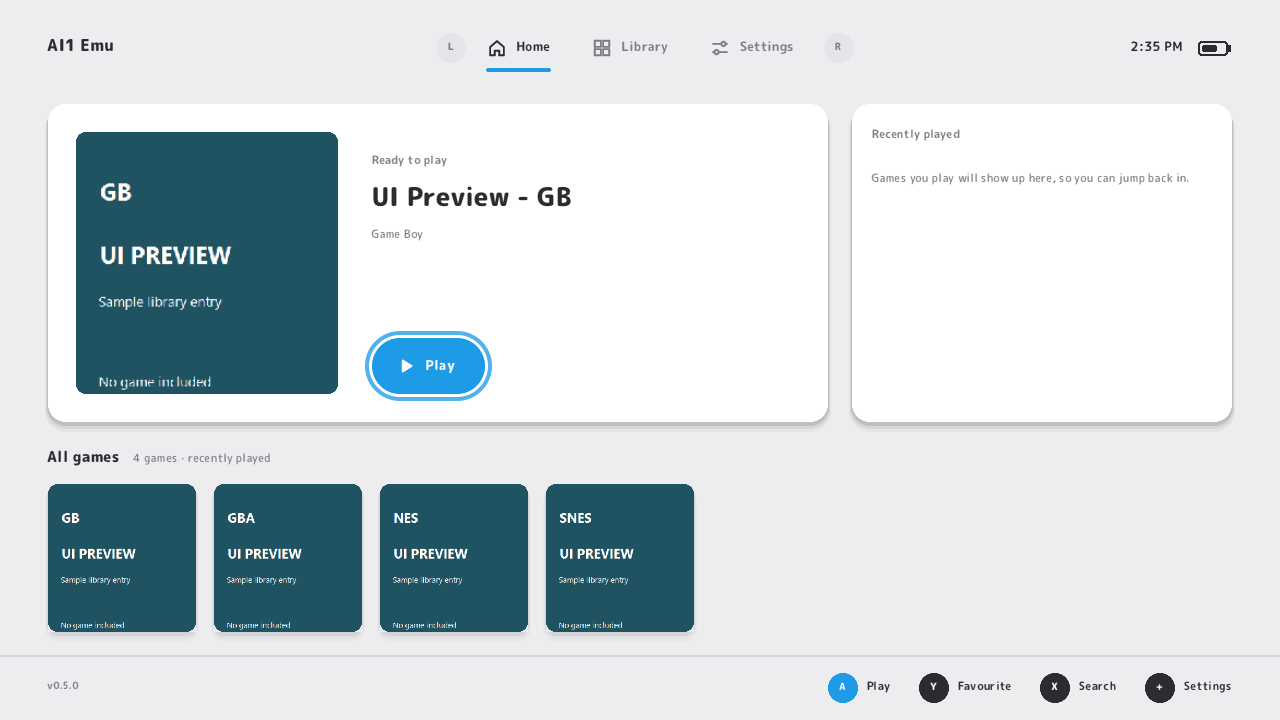 AI1 Emu
L
Home
Library
Settings
R
2:35 PM
GB
UI PREVIEW
Sample library entry
No game included
Ready to play
UI Preview - GB
Game Boy
Play
Recently played
Games you play will show up here, so you can jump back in.
All games
4 games · recently played
GB
UI PREVIEW
Sample library entry
No game included
GBA
UI PREVIEW
Sample library entry
No game included
NES
UI PREVIEW
Sample library entry
No game included
SNES
UI PREVIEW
Sample library entry
No game included
v0.5.0
A
Play
Y
Favourite
X
Search
+
Settings